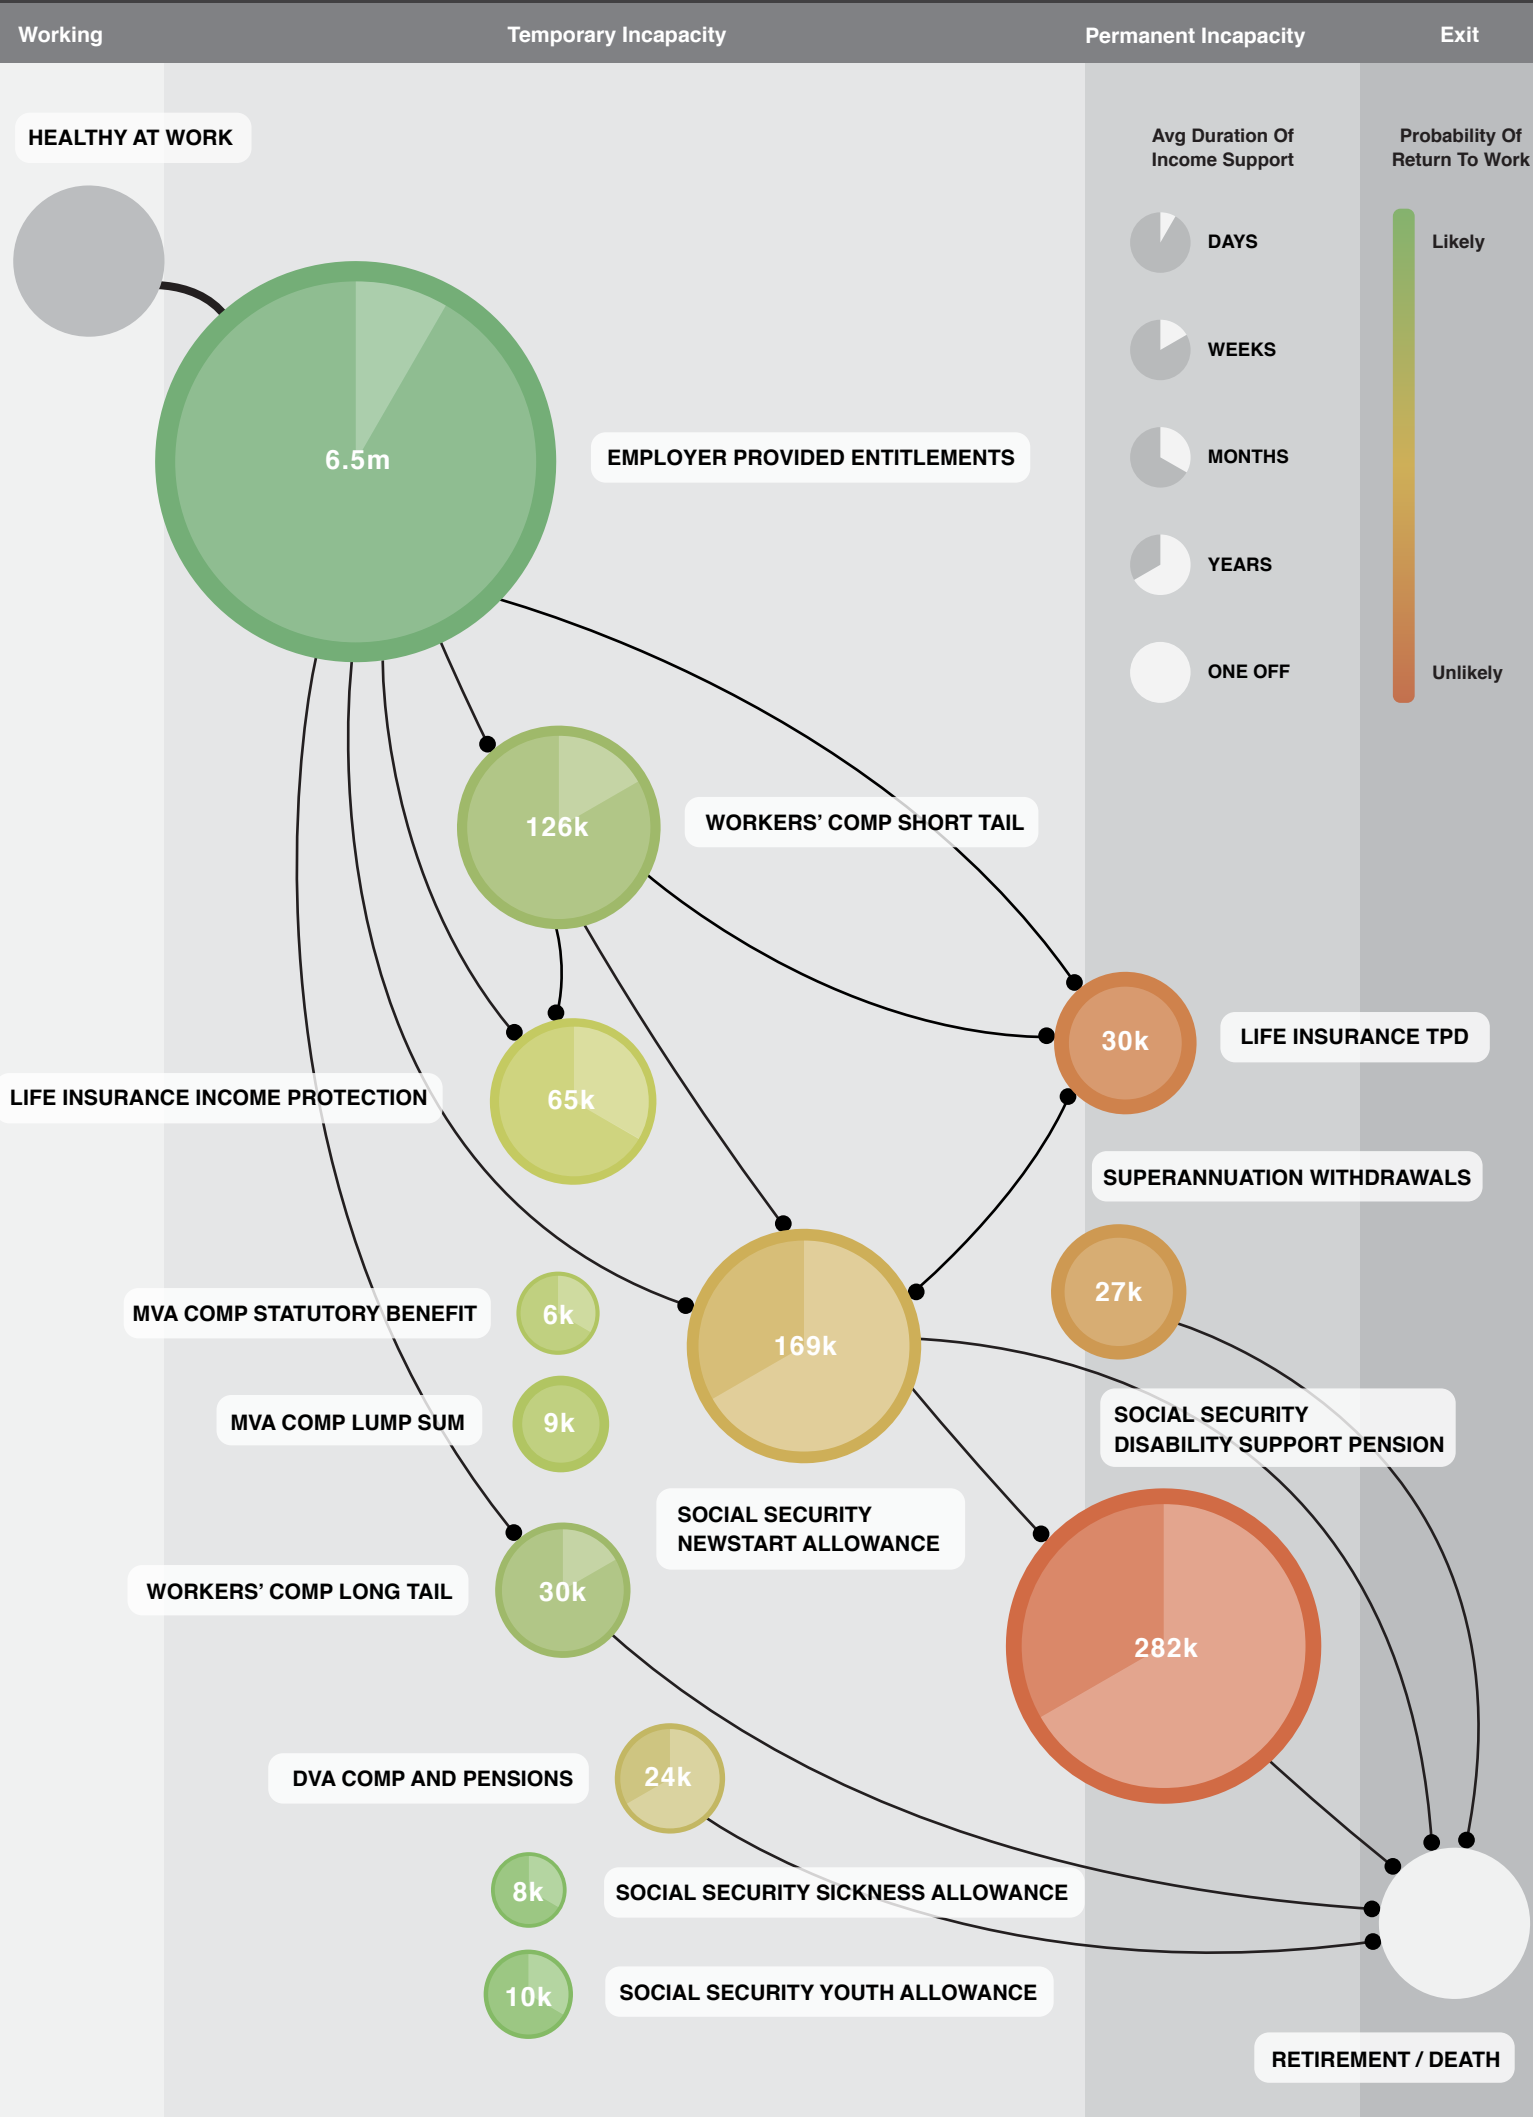 Working
Temporary Incapacity
Permanent Incapacity
Exit
HEALTHY AT WORK
Avg Duration Of
Income Support
Probability Of
Return To Work
DAYS
Likely
WEEKS
6.5m
EMPLOYER PROVIDED ENTITLEMENTS
MONTHS
YEARS
ONE OFF
Unlikely
126k
WORKERS’ COMP SHORT TAIL
30k
LIFE INSURANCE TPD
LIFE INSURANCE INCOME PROTECTION
65k
SUPERANNUATION WITHDRAWALS
27k
MVA COMP STATUTORY BENEFIT
6k
169k
MVA COMP LUMP SUM
9k
SOCIAL SECURITY
DISABILITY SUPPORT PENSION
SOCIAL SECURITY
NEWSTART ALLOWANCE
WORKERS’ COMP LONG TAIL
30k
282k
DVA COMP AND PENSIONS
24k
8k
SOCIAL SECURITY SICKNESS ALLOWANCE
10k
SOCIAL SECURITY YOUTH ALLOWANCE
RETIREMENT / DEATH